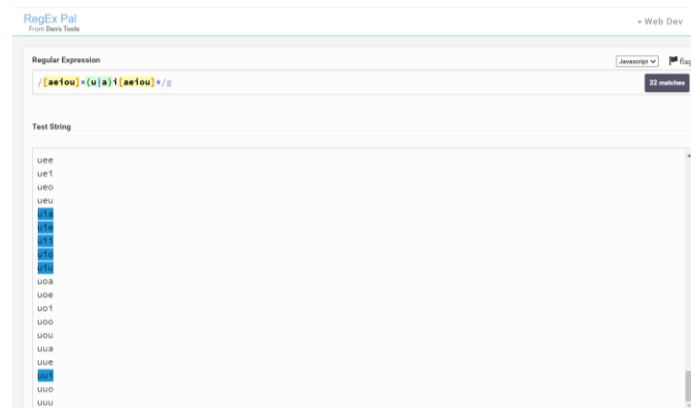 RegEx Pal
From Dan's Tools
Web Dev
Regular Expression
Javascript
flag
/[aeiou]*(u|a)i[aeiou]*/g
22 matches
Test String
uee
uei
ueo
ueu
uia
uie
uii
uio
uiu
uoa
uoe
uoi
uoo
uou
uua
uue
uui
uuo
uuu